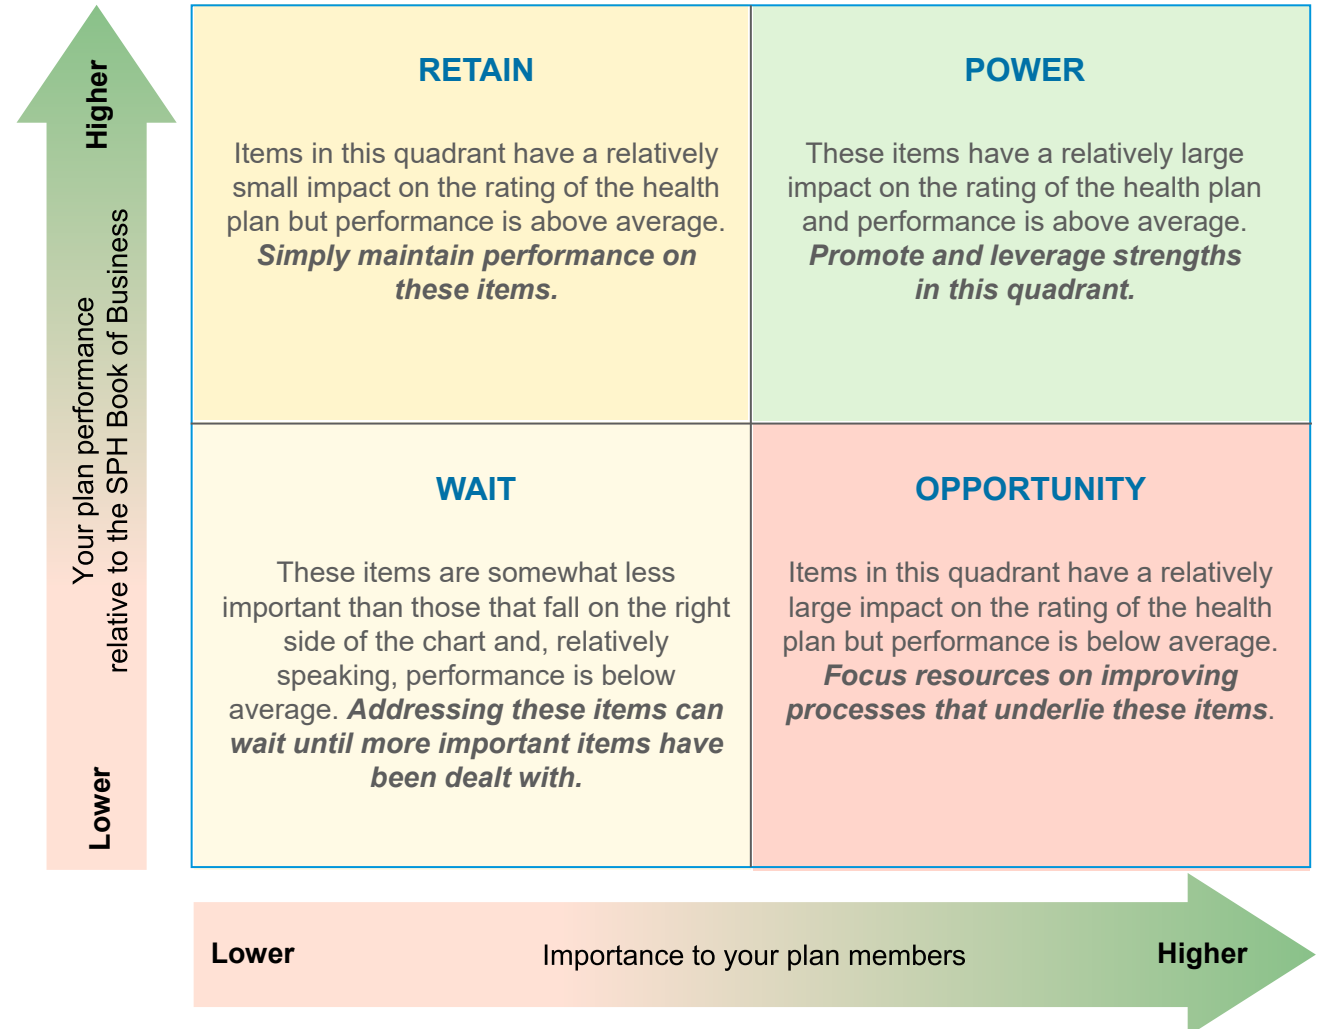 Higher
Your plan performance
relative to the SPH Book of Business
Lower
RETAIN
Items in this quadrant have a relatively
small impact on the rating of the health
plan but performance is above average.
Simply maintain performance on
these items.
POWER
These items have a relatively large
impact on the rating of the health plan
and performance is above average.
Promote and leverage strengths
in this quadrant.
WAIT
These items are somewhat less
important than those that fall on the right
side of the chart and, relatively
speaking, performance is below
average. Addressing these items can
wait until more important items have
been dealt with.
OPPORTUNITY
Items in this quadrant have a relatively
large impact on the rating of the health
plan but performance is below average.
Focus resources on improving
processes that underlie these items.
Lower
Importance to your plan members
Higher